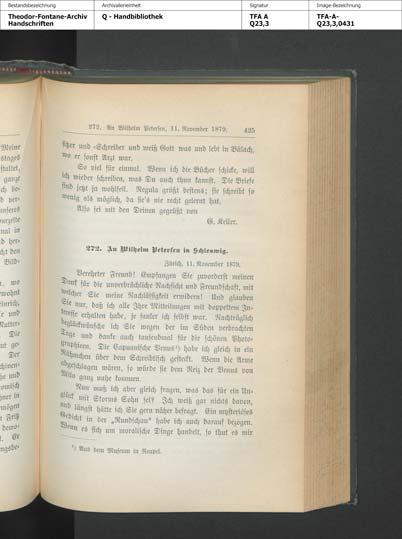 Bestandsbezeichnung
Theodor-Fontane-Archiv
Handschriften
Archivalieneinheit
Q - Handbibliothek
Signatur
TFA A
Q23,3
Image-Bezeichnung
TFA-A-
Q23,3,0431
272. An Wilhelm Petersen, 11. November 1879. 425
sitzer und -Schreiber und weiß Gott was und lebt in Bülach,
wo er sonst Arzt war.
So viel für einmal. Wenn ich die Bücher schicke, will
ich wieder schreiben, was Du auch thun kannst. Die Briefe
sind jetzt ja wohlfeil. Regula grüßt bestens; sie schreibt so
wenig als möglich, da sie's nie recht gelernt hat.
Also sei mit den Deinen gegrüßt von
G. Keller.
272. An Wilhelm Petersen in Schleswig.
Zürich, 11. November 1879.
Verehrter Freund! Empfangen Sie zuvorderst meinen
Dank für die unverbrüchliche Nachsicht und Freundschaft, mit
welcher Sie meine Nachlässigkeit erwidern! Und glauben
Sie nur, daß ich alle Ihre Mitteilungen mit doppeltem In-
teresse erhalten habe, je fauler ich selbst war. Nachträglich
beglückwünsche ich Sie wegen der im Süden verbrachten
Tage und danke auch tausendmal für die schönen Photo-
graphieen. Die Capuanische Venus¹) habe ich gleich in ein
Rähmchen über dem Schreibtisch gesteckt. Wenn die Arme
abgeschlagen wären, so würde sie dem Reiz der Venus von
Milo ganz nahe kommen.
Nun muß ich aber gleich fragen, was das für ein Un-
glück mit Storms Sohn sei? Ich weiß gar nichts davon,
und längst hätte ich Sie gern näher befragt. Ein mysteriöses
Gedicht in der „Rundschau“ habe ich auch darauf bezogen.
Wenn es sich um moralische Dinge handelt, so thut es mir
¹) Aus dem Museum in Neapel.